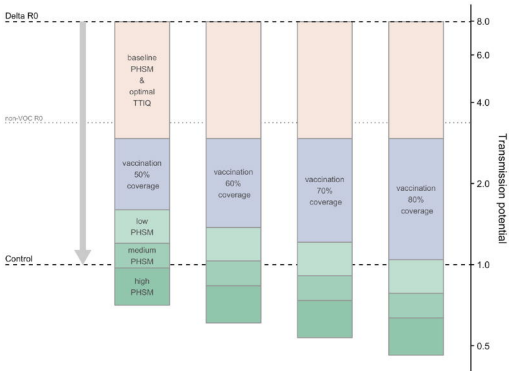 Delta R0
8.0
baseline
PHSM
&
optimal
TTIQ
6.0
4.0
non-VOC R0
vaccination
50%
coverage
vaccination
60%
coverage
vaccination
70%
coverage
vaccination
80%
coverage
2.0
Transmission potential
low
PHSM
medium
PHSM
high
PHSM
Control
1.0
0.5